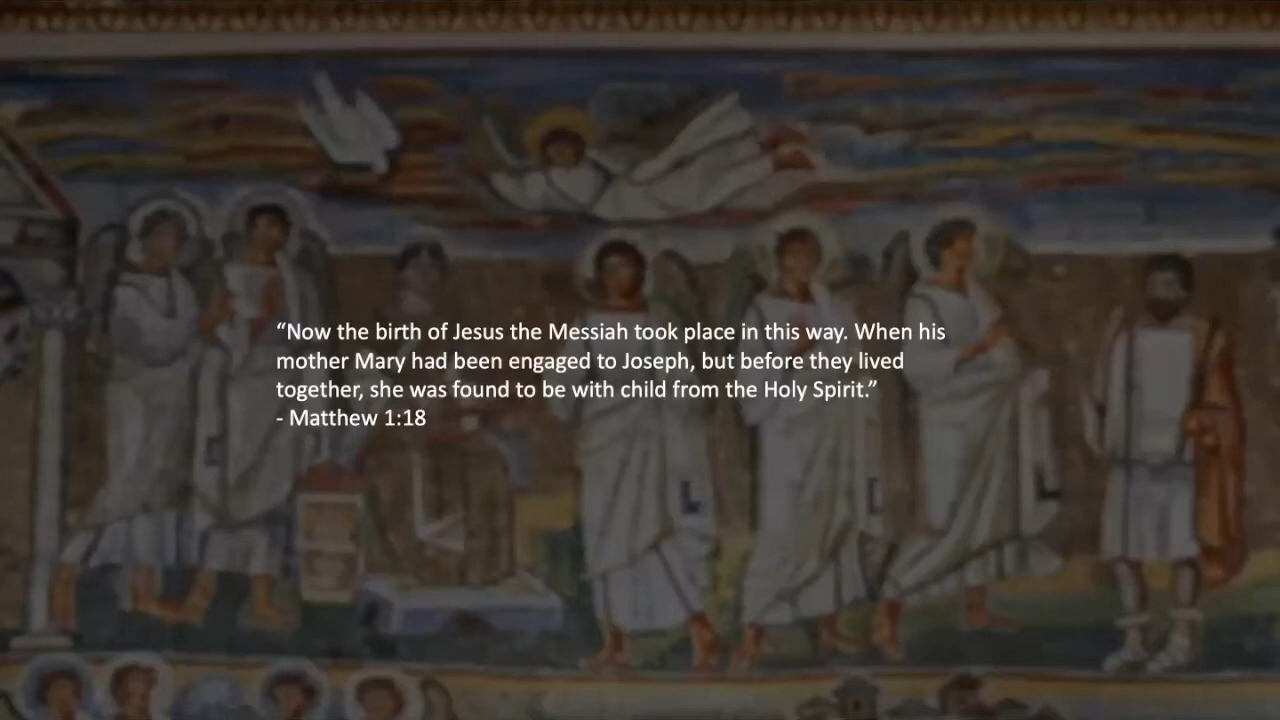 “Now the birth of Jesus the Messiah took place in this way. When his
mother Mary had been engaged to Joseph, but before they lived
together, she was found to be with child from the Holy Spirit.”
- Matthew 1:18